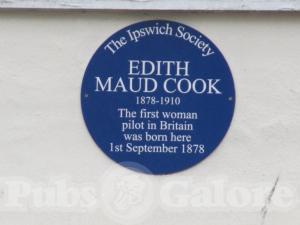 The Ipswich Society
EDITH
MAUD COOK
1878-1910
The first woman
pilot in Britain
was born here
1st September 1878
Pubs Galore